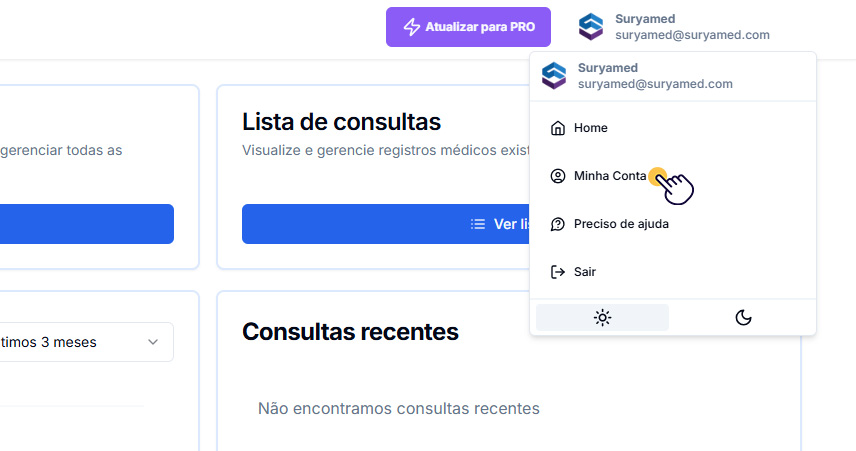 Atualizar para PRO
Suryamed
suryamed@suryamed.com
Suryamed
suryamed@suryamed.com
Home
Minha Conta
Preciso de ajuda
Sair
gerenciar todas as
Lista de consultas
Visualize e gerencie registros médicos exist
Ver lis
timos 3 meses
Consultas recentes
Não encontramos consultas recentes